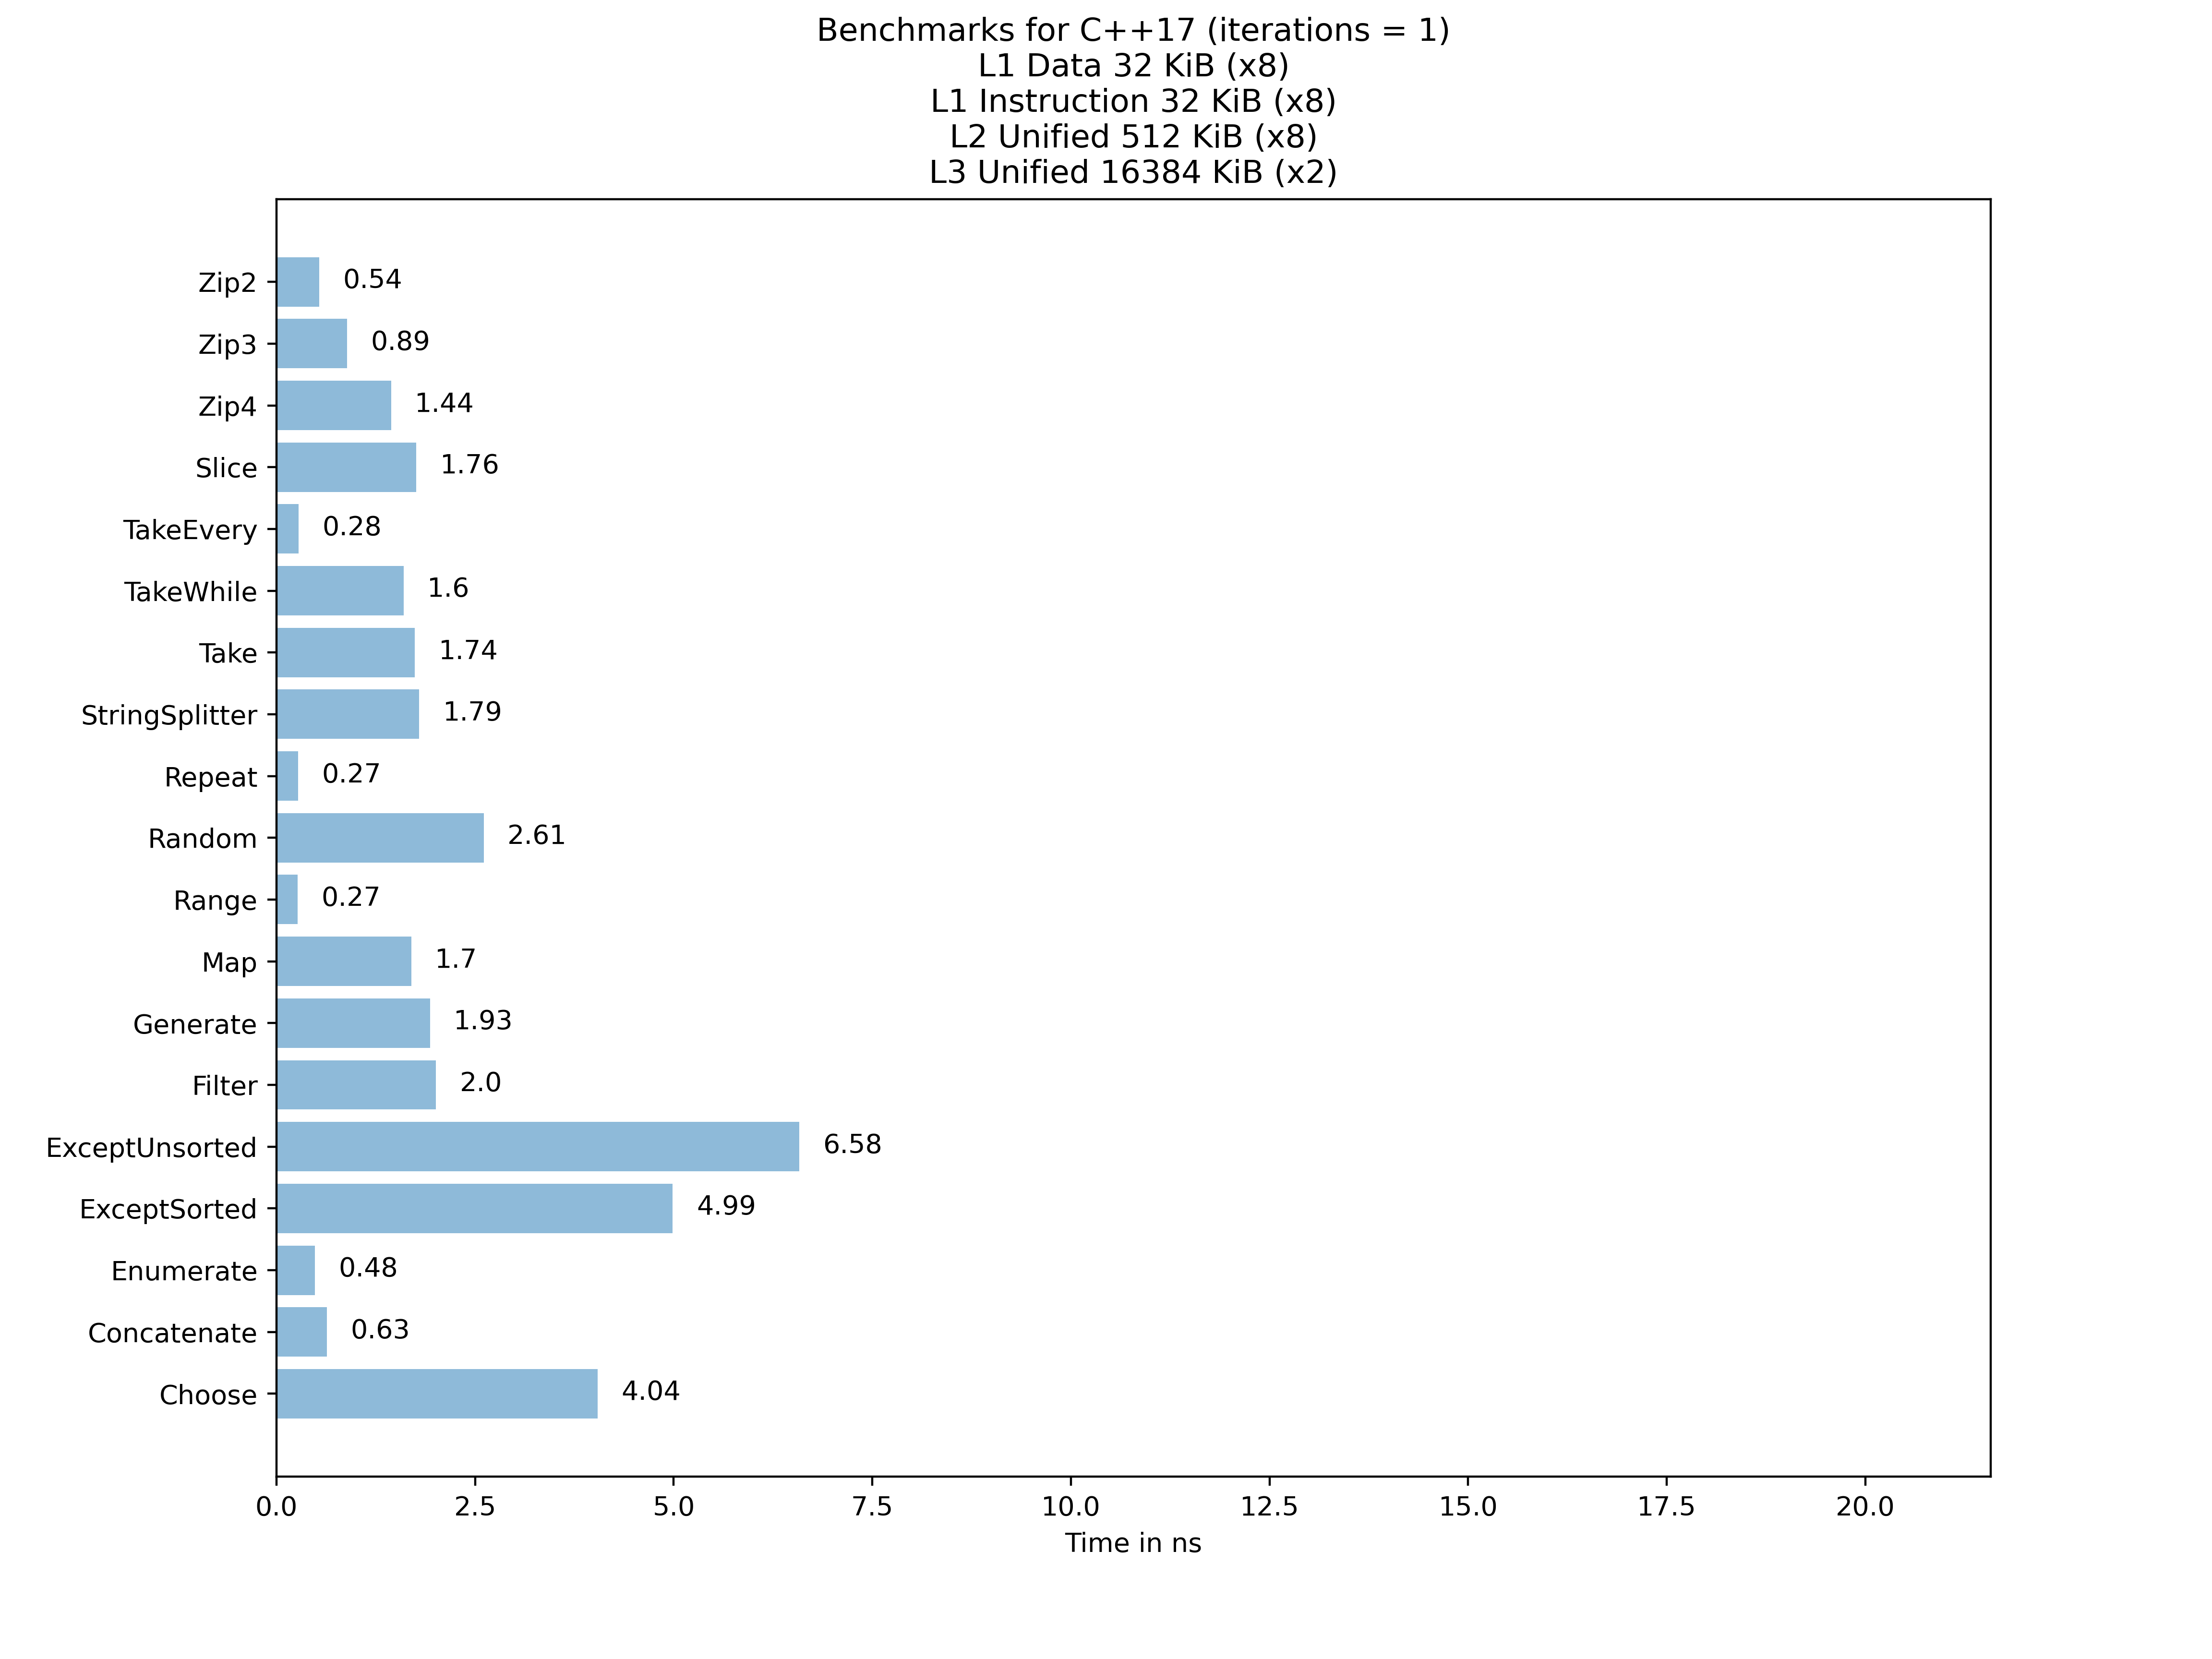 Benchmarks for C++17 (iterations = 1)
L1 Data 32 KiB (x8)
L1 Instruction 32 KiB (x8)
L2 Unified 512 KiB (x8)
L3 Unified 16384 KiB (x2)
Zip2 0.54
Zip3 0.89
Zip4 1.44
Slice 1.76
TakeEvery 0.28
TakeWhile 1.6
Take 1.74
StringSplitter 1.79
Repeat 0.27
Random 2.61
Range 0.27
Map 1.7
Generate 1.93
Filter 2.0
ExceptUnsorted 6.58
ExceptSorted 4.99
Enumerate 0.48
Concatenate 0.63
Choose 4.04
0.0 2.5 5.0 7.5 10.0 12.5 15.0 17.5 20.0
Time in ns